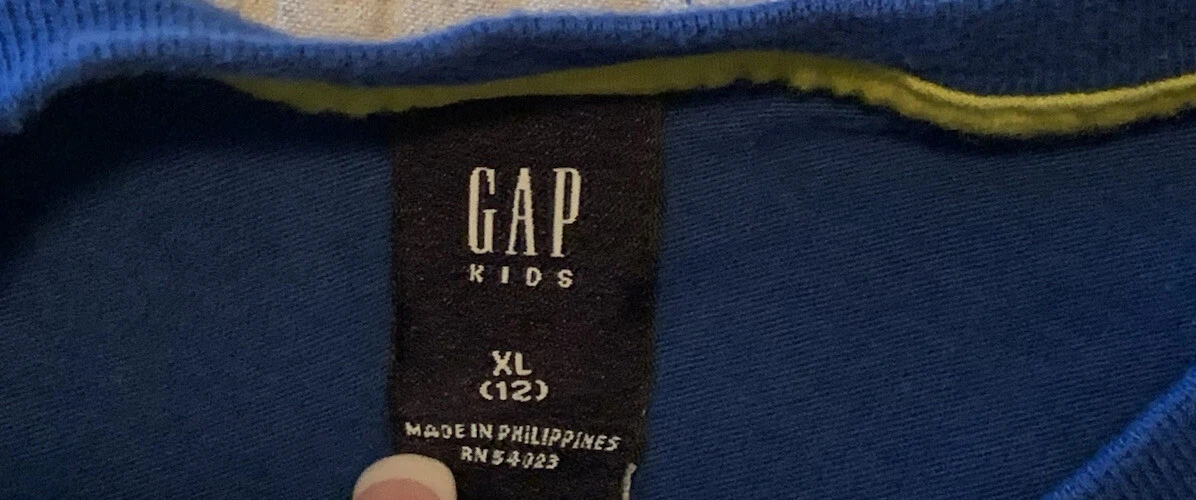 GAP
KIDS
XL
(12)
MADE IN PHILIPPINES
RN 54023